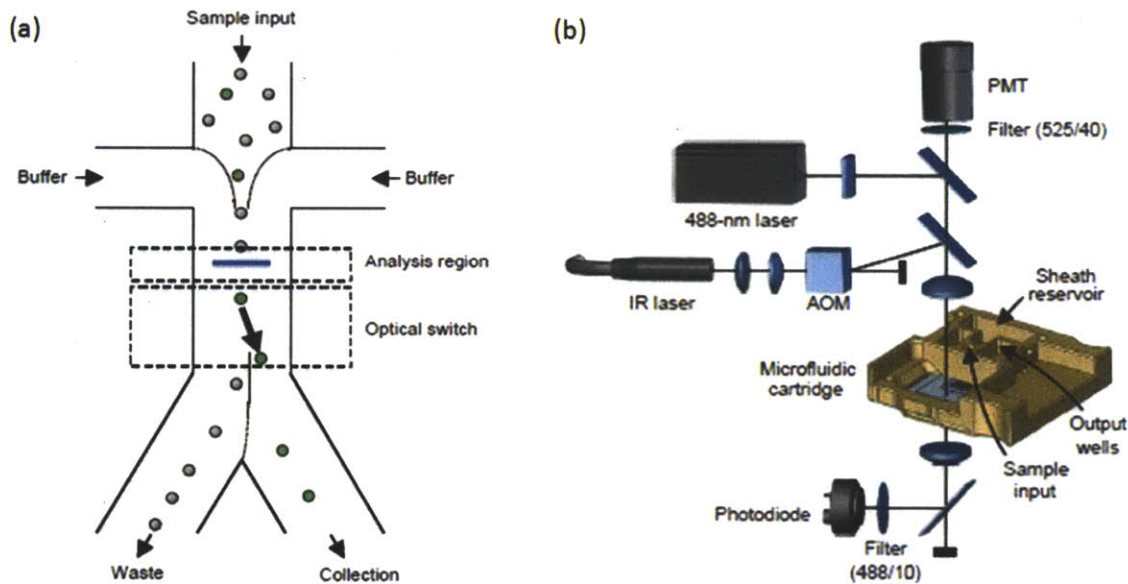 (a)
Sample input
Buffer
Buffer
Analysis region
Optical switch
Waste
Collection
(b)
PMT
Filter (525/40)
488-nm laser
IR laser
AOM
Sheath
reservoir
Microfluidic
cartridge
Output
wells
Sample
input
Photodiode
Filter
(488/10)